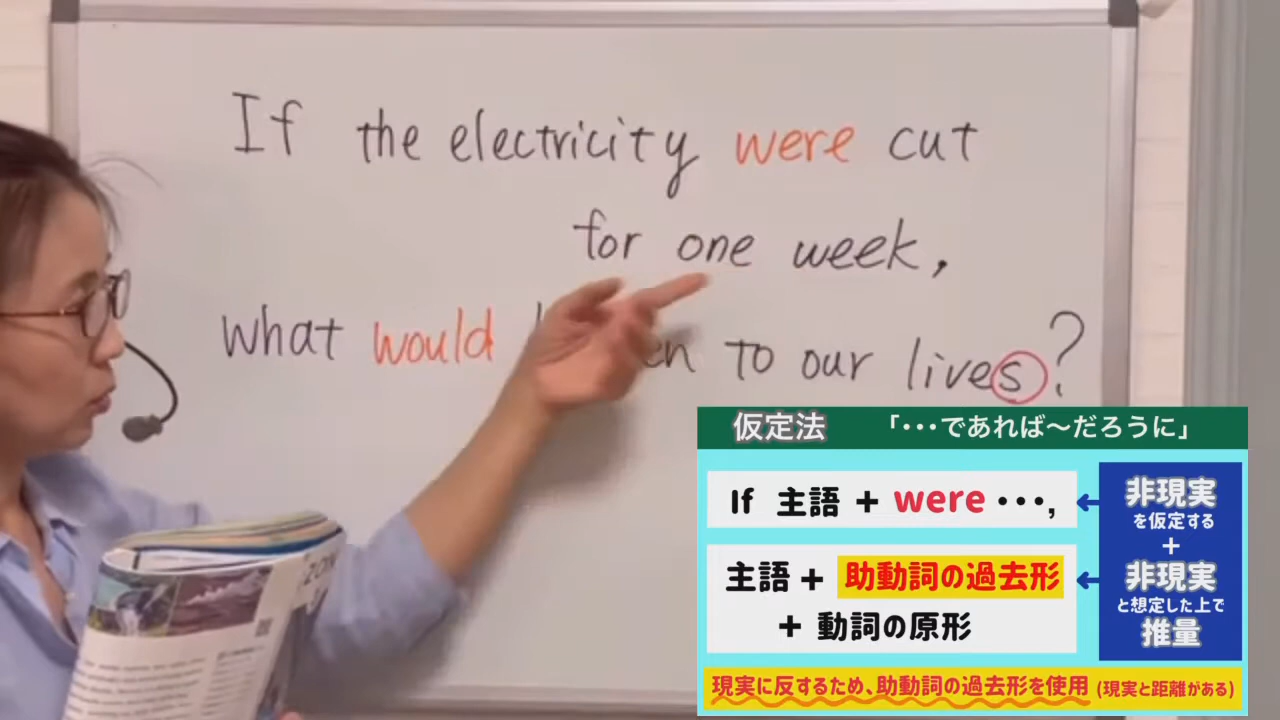 If the electricity were cut
for one week,
what would to our lives?
仮定法 「・・・であれば～だろうに」
If 主語 + were ・・・,
主語 + 助動詞の過去形
+ 動詞の原形
非現実
を仮定する
+
非現実
と想定した上で
推量
現実に反するため、助動詞の過去形を使用 (現実と距離がある)